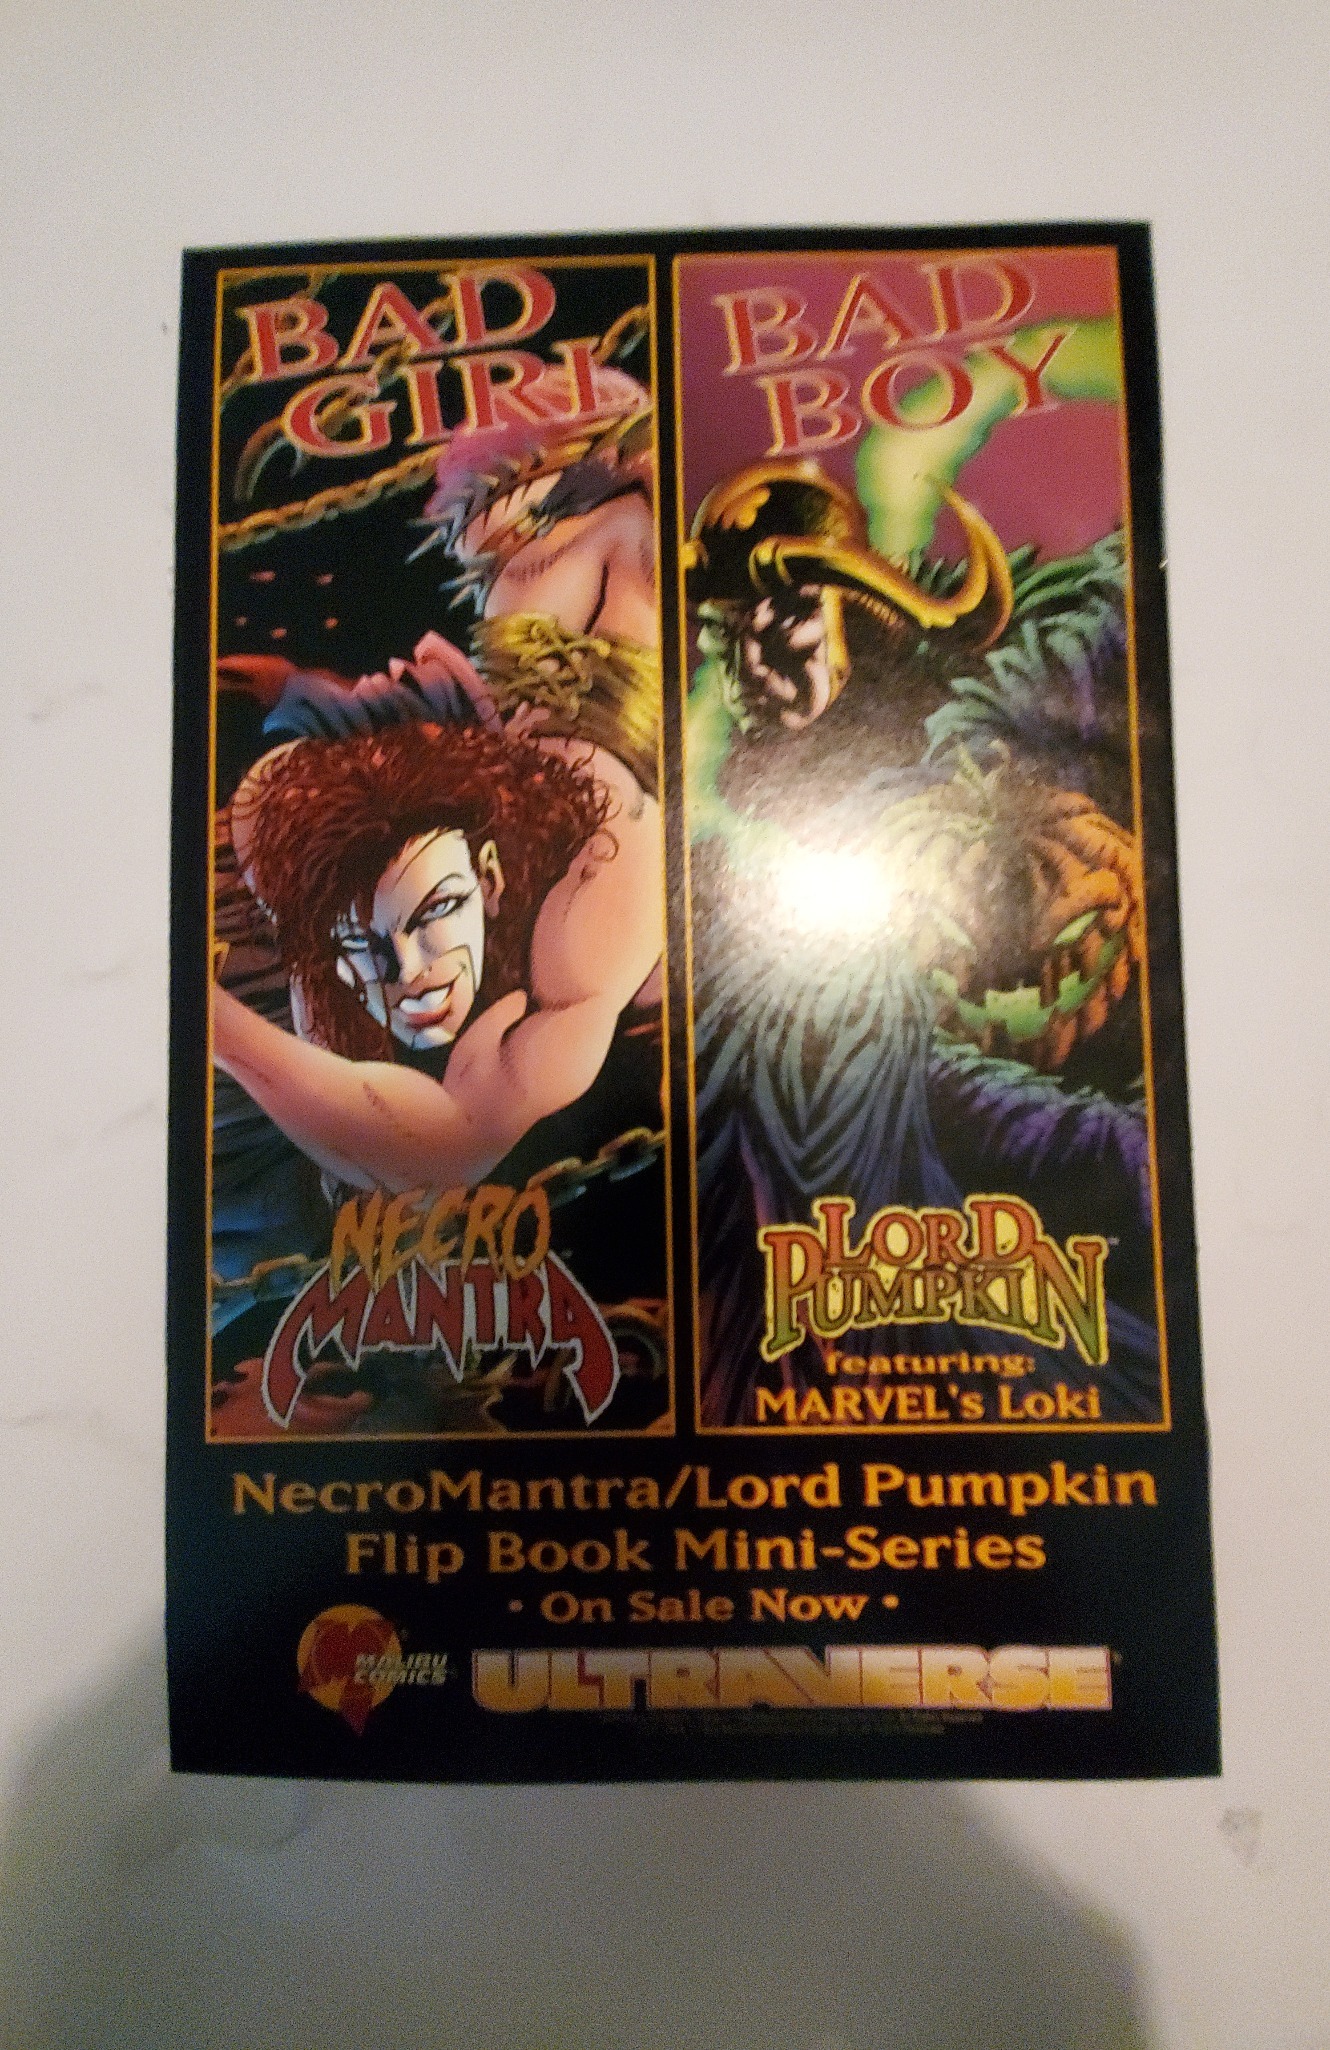 BAD
GIRL
BAD
BOY
NECRO
MANTRA
LORD
PUMPKIN™
featuring:
MARVEL's Loki
NecroMantra/Lord Pumpkin
Flip Book Mini-Series
• On Sale Now •
MALIBU
COMICS®
ULTRAVERSE